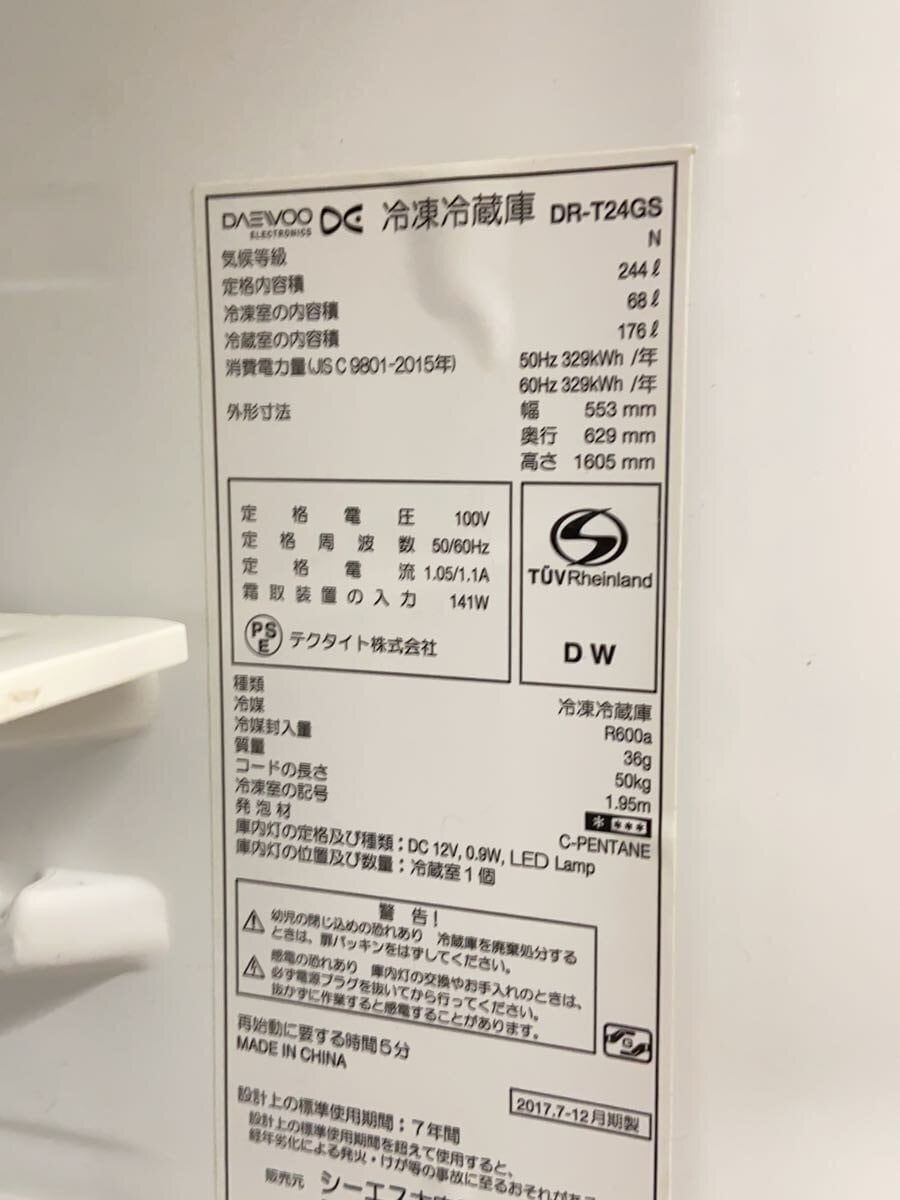 DAEWOO ELECTRONICS 冷凍冷蔵庫 DR-T24GS
気候等級 N
定格内容積 244ℓ
冷凍室の内容積 68ℓ
冷蔵室の内容積 176ℓ
消費電力量(JIS C 9801-2015年) 50Hz 329kWh /年
60Hz 329kWh /年
外形寸法 幅 553 mm
奥行 629 mm
高さ 1605 mm
定格電圧 100V
定格周波数 50/60Hz
定格電流 1.05/1.1A
霜取装置の入力 141W
PSE テクタイト株式会社
TÜVRheinland
DW
種類 冷凍冷蔵庫
冷媒 R600a
冷媒封入量 36g
質量 50kg
コードの長さ 1.95m
冷凍室の記号 * ***
発泡材 C-PENTANE
庫内灯の定格及び種類:DC 12V, 0.9W, LED Lamp
庫内灯の位置及び数量:冷蔵室1個
警告!
幼児の閉じ込めの恐れあり 冷蔵庫を廃棄処分する
ときは、扉パッキンをはずしてください。
感電の恐れあり 庫内灯の交換やお手入れのときは、
必ず電源プラグを抜いてから行ってください。
抜かずに作業すると感電することがあります。
G
再始動に要する時間5分
MADE IN CHINA
2017.7-12月期製
設計上の標準使用期間:7年間
設計上の標準使用期間を超えて使用すると、
経年劣化による発火・けが等の事故に至るおそれがあ
販売元 シーエス大